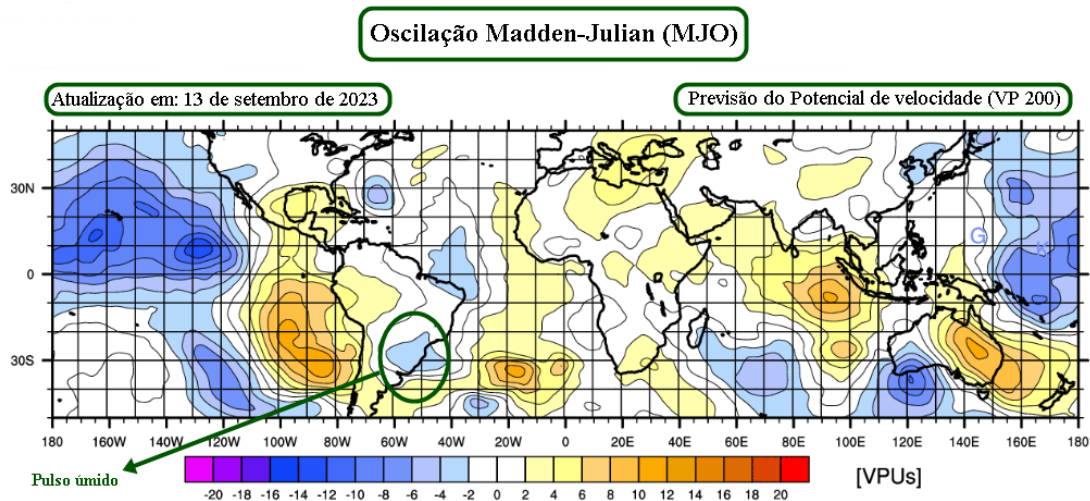 Oscilação Madden-Julian (MJO)
Atualização em: 13 de setembro de 2023
Previsão do Potencial de velocidade (VP 200)
30N
0
30S
180 160W 140W 120W 100W 80W 60W 40W 20W 0 20E 40E 60E 80E 100E 120E 140E 160E 180
G
Pulso úmido
-20 -18 -16 -14 -12 -10 -8 -6 -4 -2 0 2 4 6 8 10 12 14 16 18 20
[VPUs]